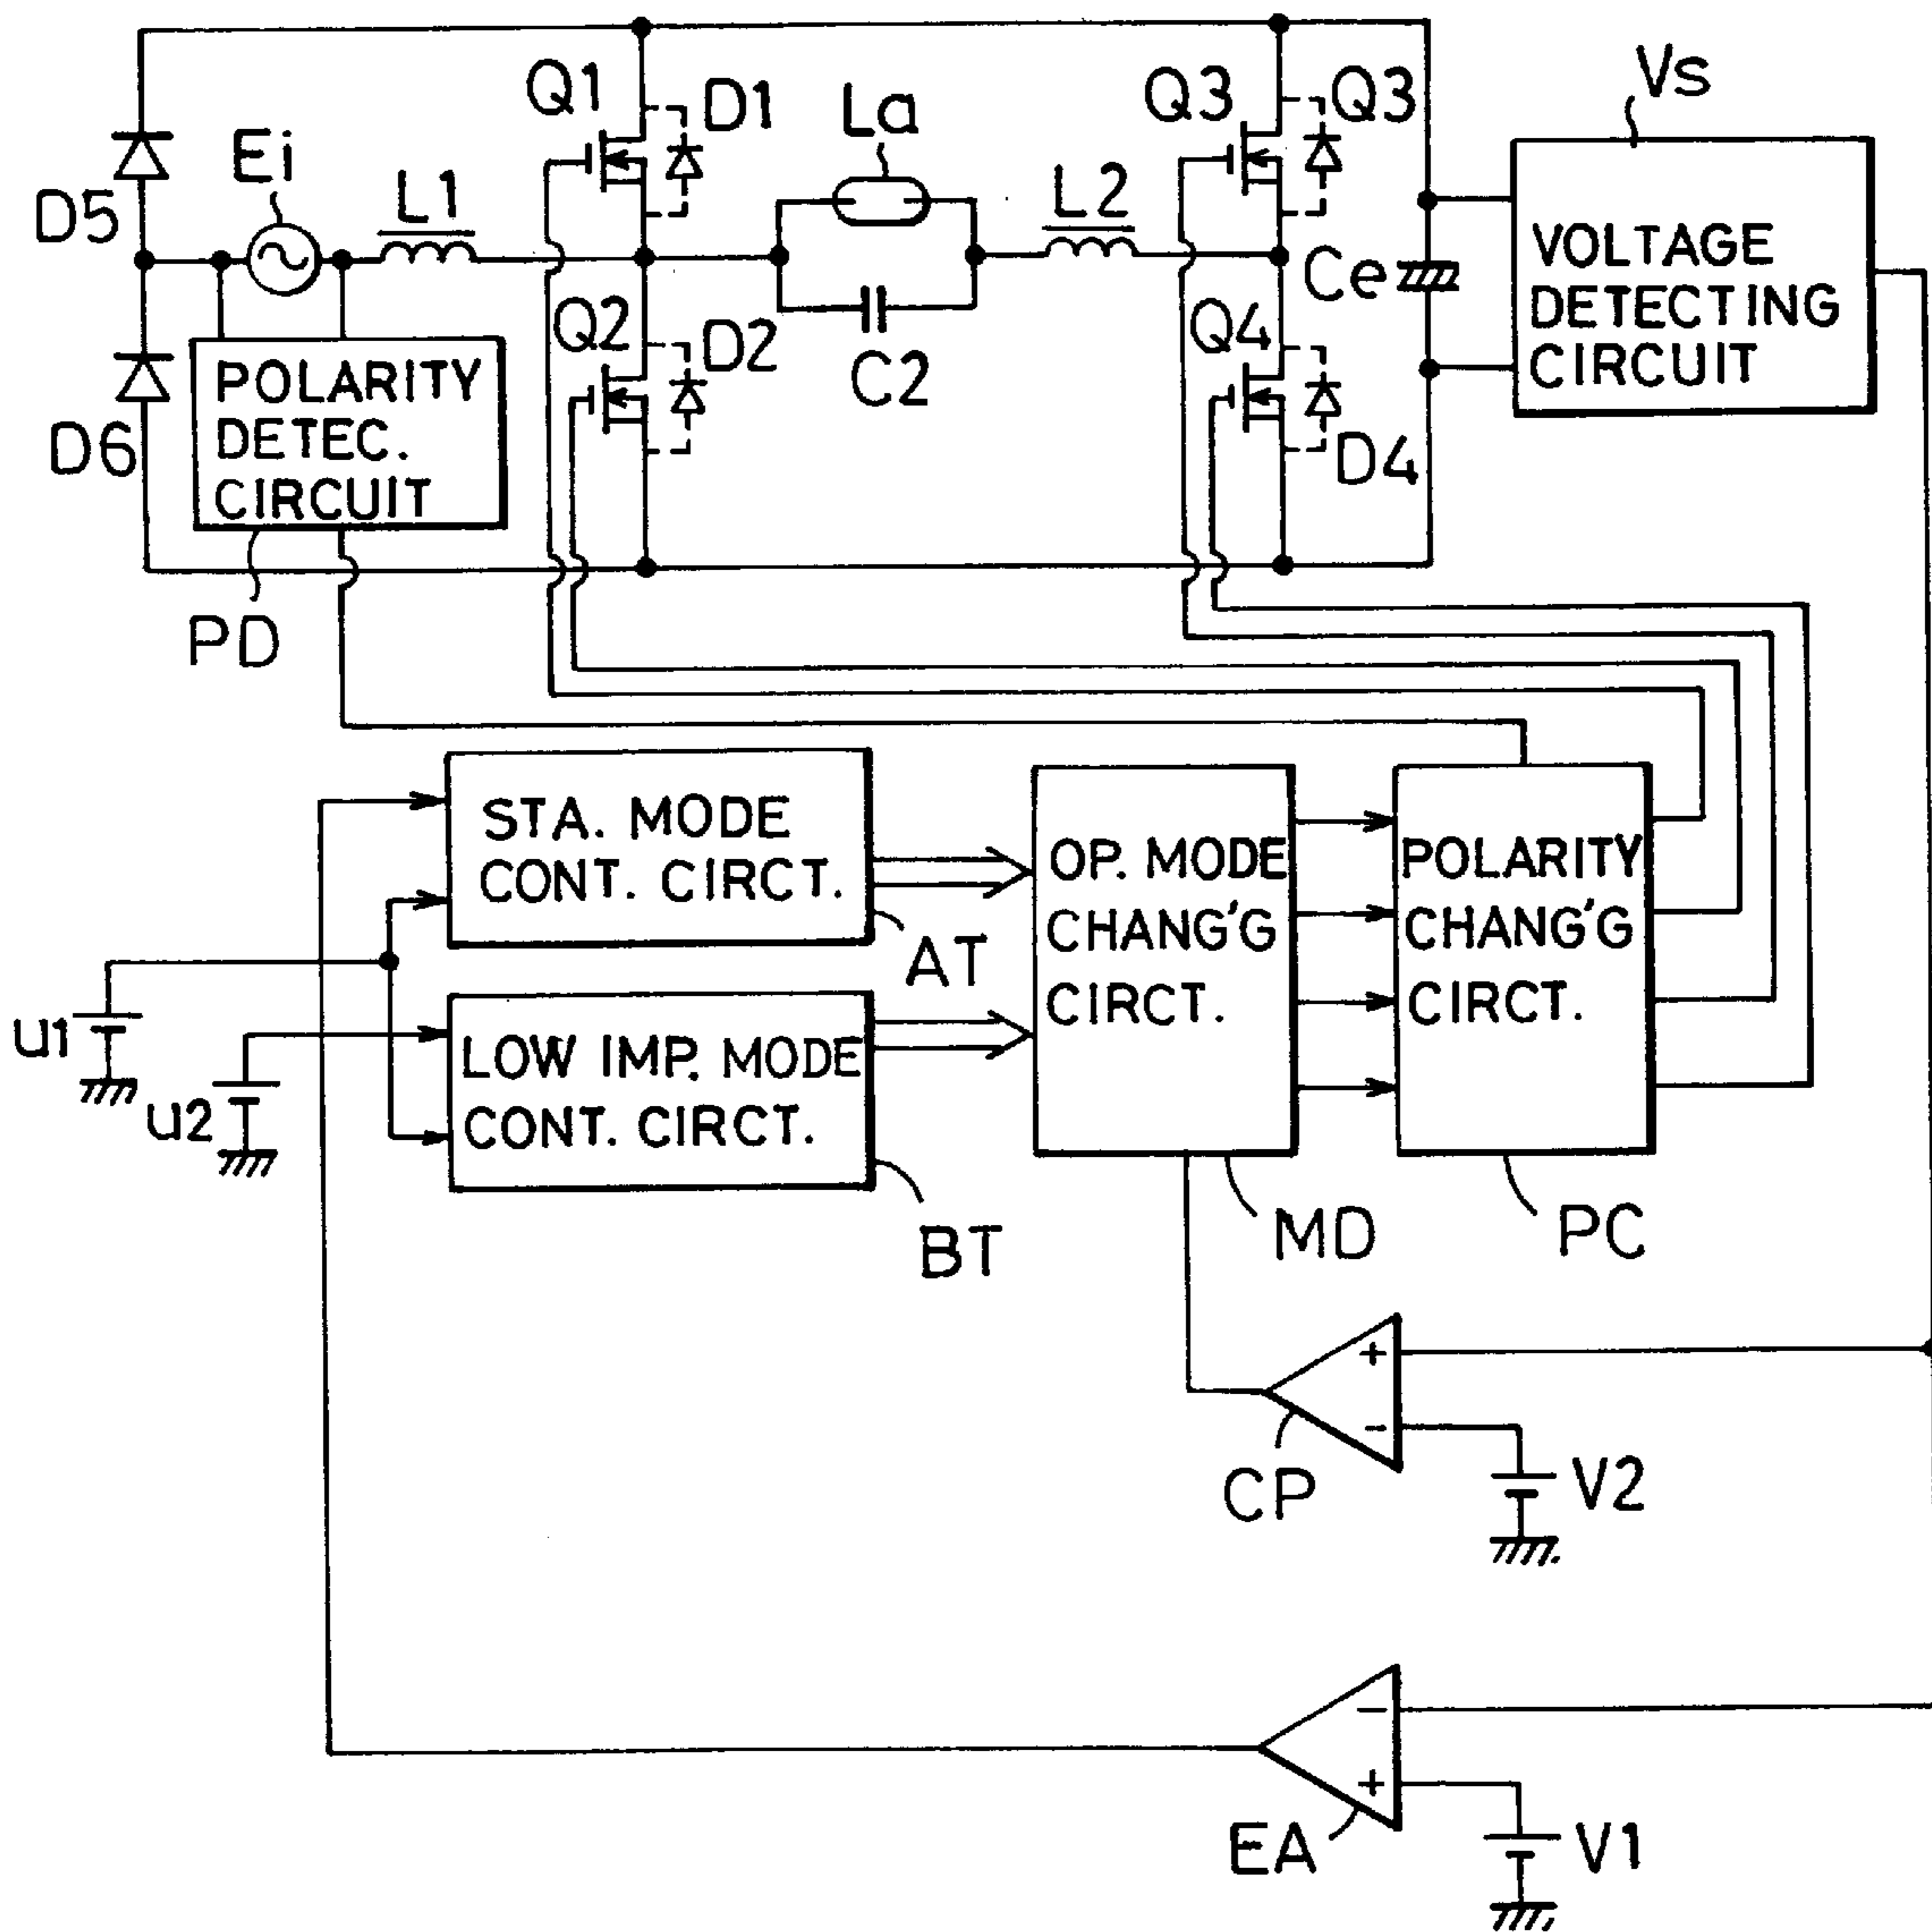 Q1
D1
La
Q3
Q3
Vs
Ei
D5
L1
L2
VOLTAGE
DETECTING
CIRCUIT
Ce
Q2
D2
Q4
C2
POLARITY
DETEC.
CIRCUIT
D6
D4
PD
STA. MODE
CONT. CIRCT.
OP. MODE
CHANG'G
CIRCT.
POLARITY
CHANG'G
CIRCT.
AT
u1
LOW IMP. MODE
CONT. CIRCT.
u2
BT
MD
PC
+
-
CP
V2
-
+
EA
V1